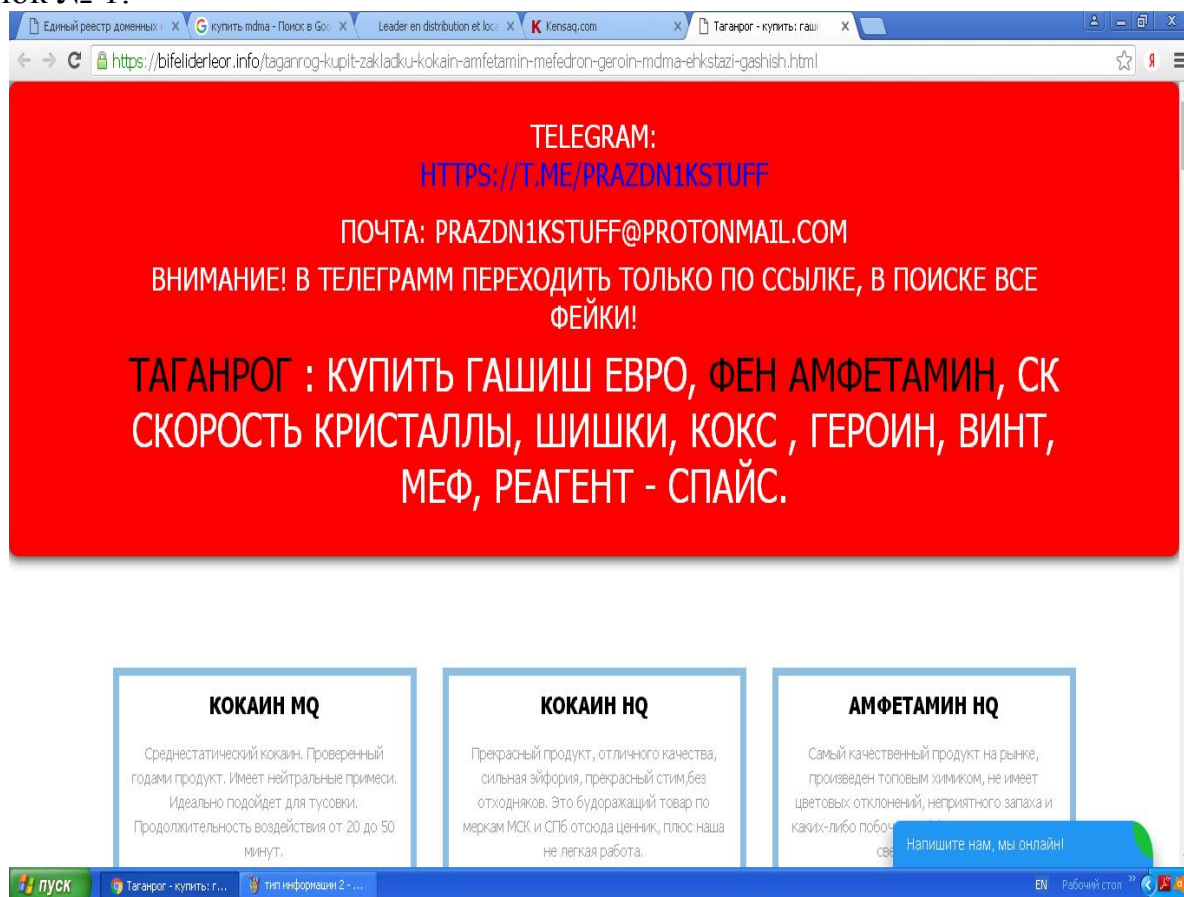 Единый реестр доменных
купить mdma - Поиск в Goo
Leader en distribution et loca
Kensaq.com
Таганрог - купить: гаши
https://bifeliderleor.info/taganrog-kupit-zakladku-kokain-amfetamin-mefedron-geroin-mdma-ehkstazi-gashish.html
TELEGRAM:
HTTPS://T.ME/PRAZDN1KSTUFF
ПОЧТА: PRAZDN1KSTUFF@PROTONMAIL.COM
ВНИМАНИЕ! В ТЕЛЕГРАММ ПЕРЕХОДИТЬ ТОЛЬКО ПО ССЫЛКЕ, В ПОИСКЕ ВСЕ
ФЕЙКИ!
ТАГАНРОГ : КУПИТЬ ГАШИШ ЕВРО, ФЕН АМФЕТАМИН, СК
СКОРОСТЬ КРИСТАЛЛЫ, ШИШКИ, КОКС , ГЕРОИН, ВИНТ,
МЕФ, РЕАГЕНТ - СПАЙС.
КОКАИН MQ
Среднестатический кокаин. Проверенный
годами продукт. Имеет нейтральные примеси.
Идеально подойдет для тусовки.
Продолжительность воздействия от 20 до 50
минут.
КОКАИН HQ
Прекрасный продукт, отличного качества,
сильная эйфория, прекрасный стим,без
отходняков. Это будоражащий товар по
меркам МСК и СПб отсюда ценник, плюс наша
не легкая работа.
АМФЕТАМИН HQ
Самый качественный продукт на рынке,
произведен топовым химиком, не имеет
цветовых отклонений, неприятного запаха и
каких-либо
Напишите нам, мы онлайн!
пуск
Таганрог - купить: г...
тип информации 2 - ...
EN
Рабочий стол